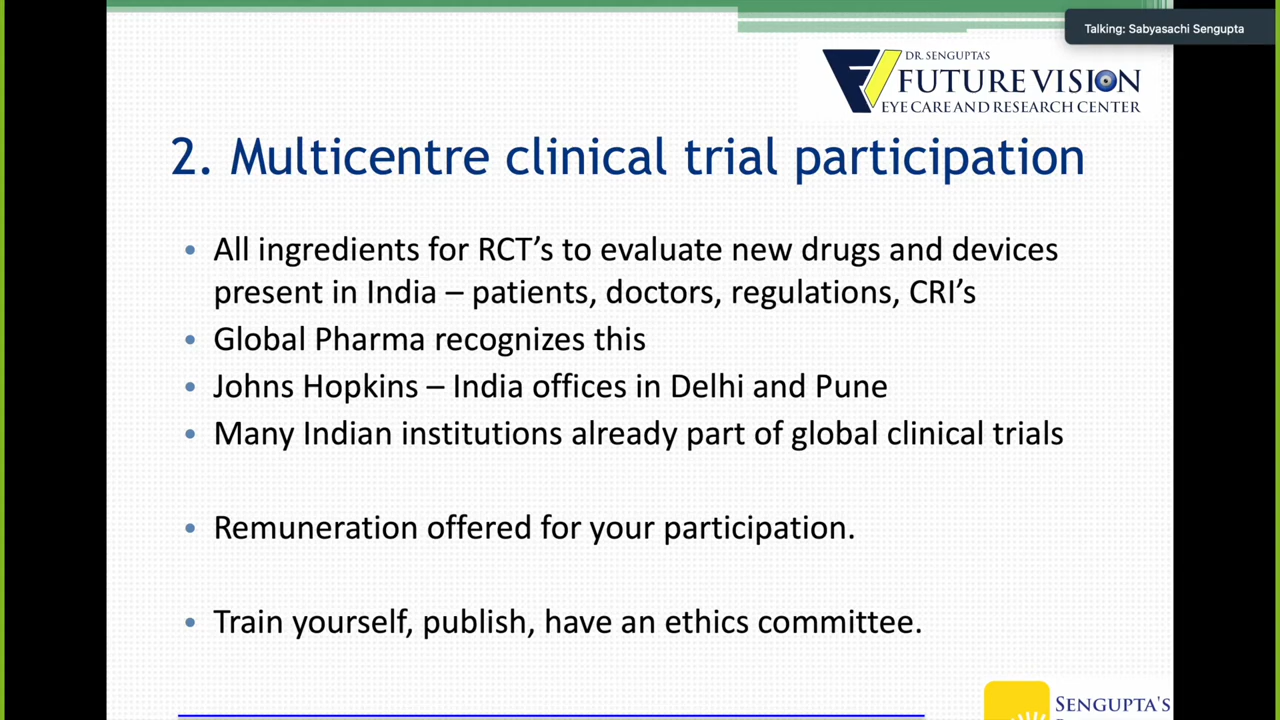 Talking: Sabyasachi Sengupta
DR. SENGUPTA'S
FUTURE VISION
EYE CARE AND RESEARCH CENTER
2. Multicentre clinical trial participation
• All ingredients for RCT’s to evaluate new drugs and devices
present in India – patients, doctors, regulations, CRI’s
• Global Pharma recognizes this
• Johns Hopkins – India offices in Delhi and Pune
• Many Indian institutions already part of global clinical trials
• Remuneration offered for your participation.
• Train yourself, publish, have an ethics committee.
SENGUPTA'S